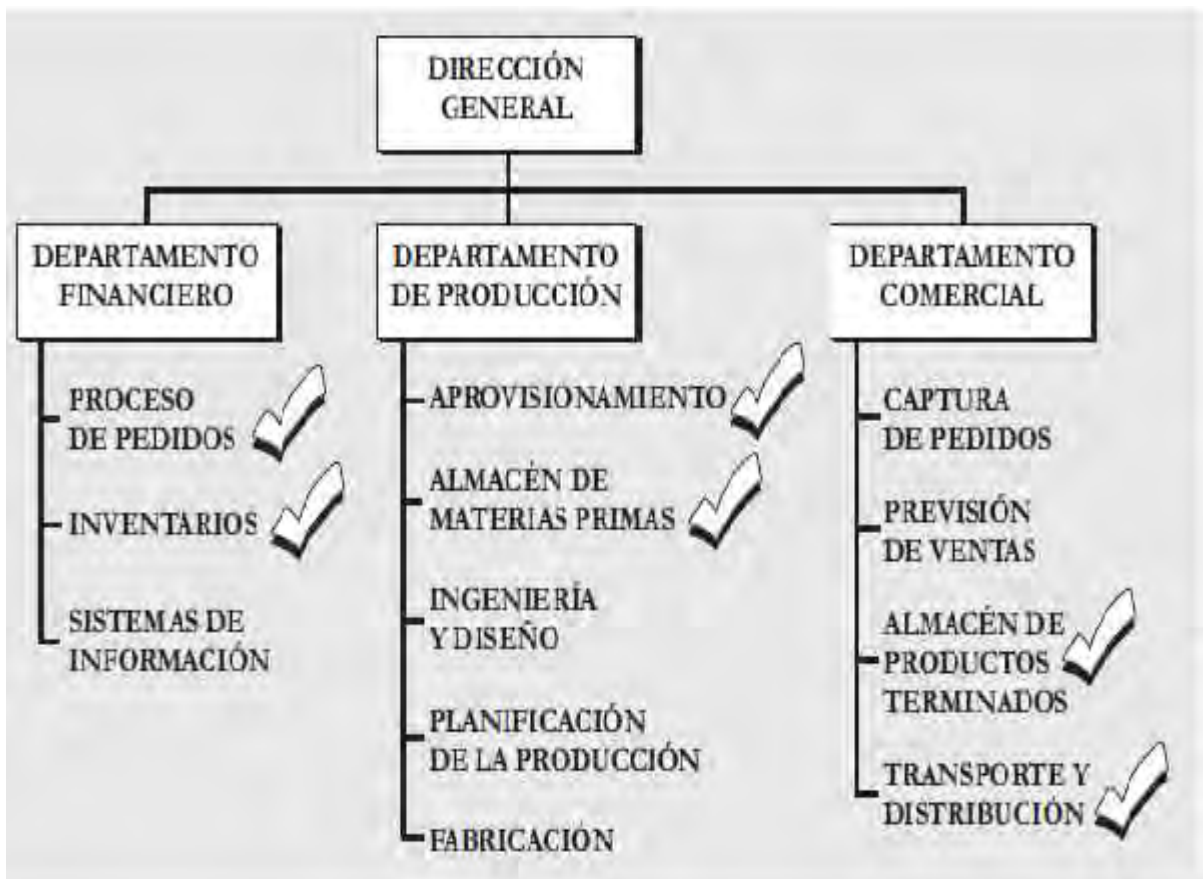 DIRECCIÓN
GENERAL
DEPARTAMENTO
FINANCIERO
DEPARTAMENTO
DE PRODUCCIÓN
DEPARTAMENTO
COMERCIAL
PROCESO
DE PEDIDOS
INVENTARIOS
SISTEMAS DE
INFORMACIÓN
APROVISIONAMIENTO
ALMACÉN DE
MATERIAS PRIMAS
INGENIERÍA
Y DISEÑO
PLANIFICACIÓN
DE LA PRODUCCIÓN
FABRICACIÓN
CAPTURA
DE PEDIDOS
PREVISIÓN
DE VENTAS
ALMACÉN DE
PRODUCTOS
TERMINADOS
TRANSPORTE Y
DISTRIBUCIÓN